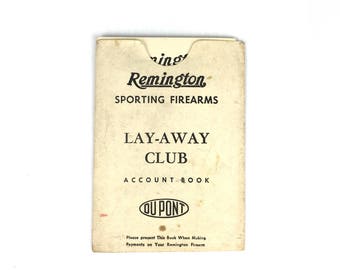 Remington
SPORTING FIREARMS
LAY-AWAY
CLUB
ACCOUNT BOOK
DU PONT
Please present This Book When Making
Payments on Your Remington Firearm